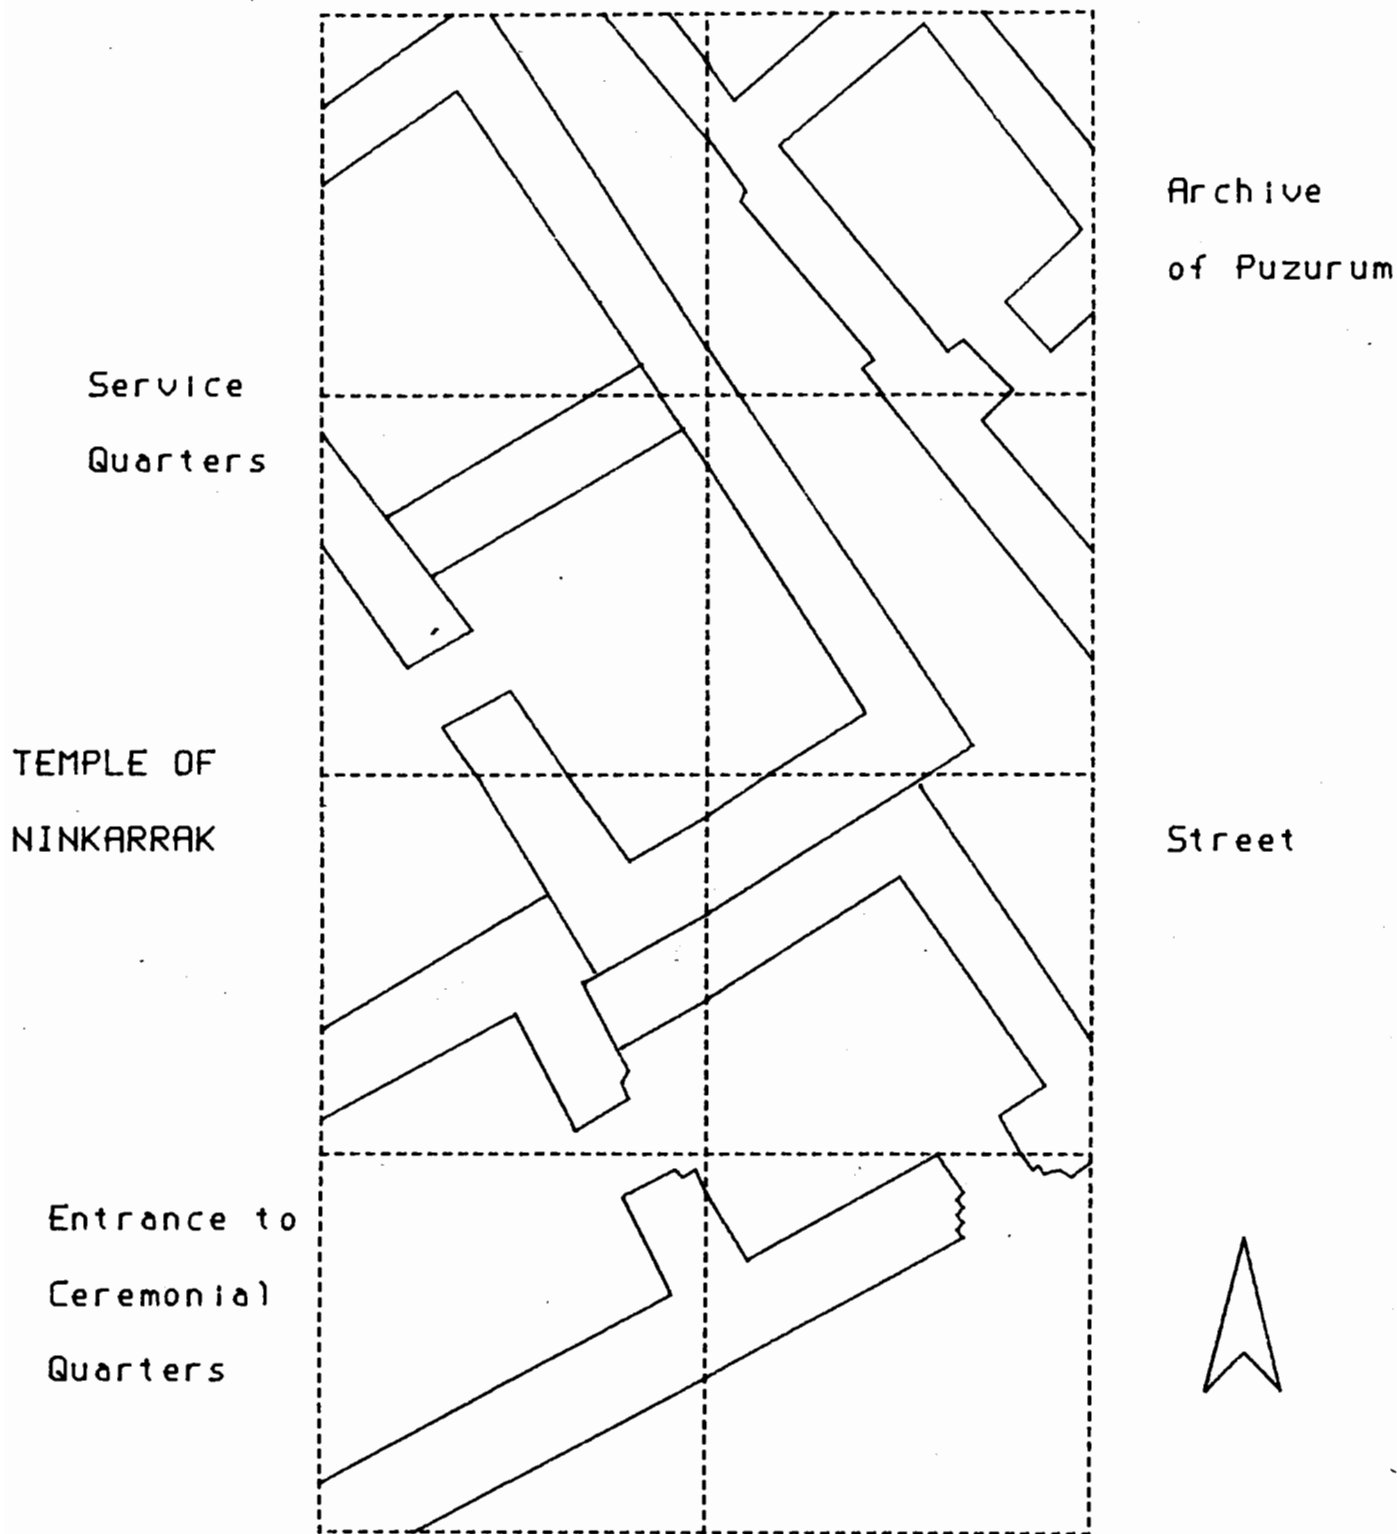 Archive
of Puzurum
Service
Quarters
TEMPLE OF
NINKARRAK
Street
Entrance to
Ceremonial
Quarters